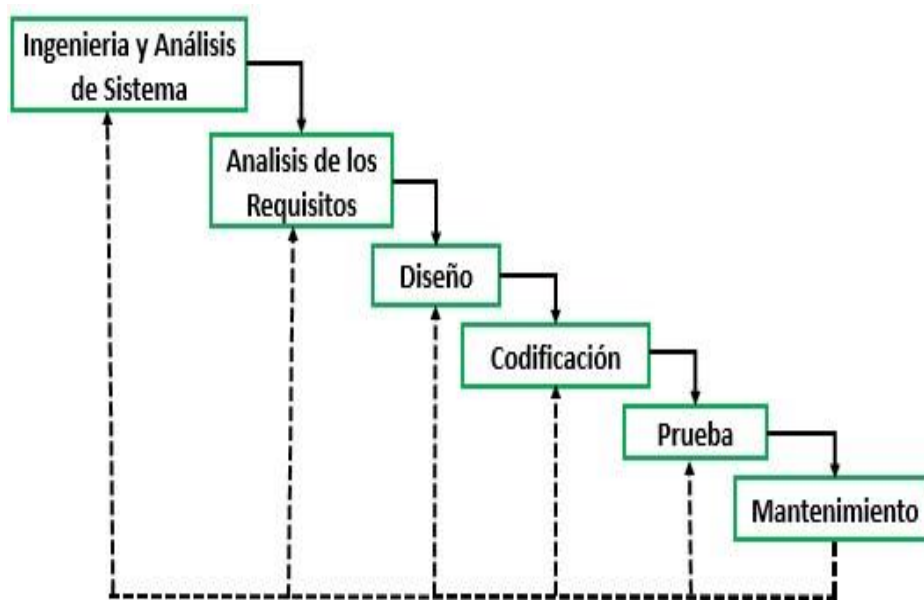 Ingenieria y Análisis
de Sistema
Analisis de los
Requisitos
Diseño
Codificación
Prueba
Mantenimiento